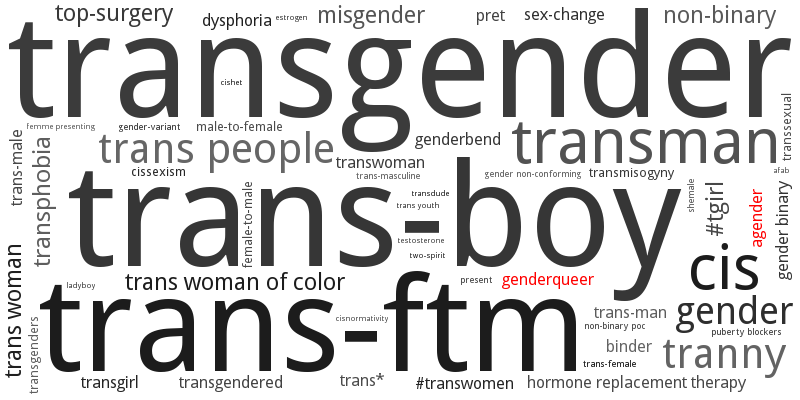 top-surgery
dysphoria
estrogen
misgender
pret
sex-change
non-binary
transgender
cishet
femme presenting
gender-variant
male-to-female
genderbend
transman
transsexual
trans-male
transphobia
trans people
transwoman
cissexism
trans-masculine
gender non-conforming
transmisogyny
afab
trans-boy
female-to-male
transdude
trans youth
testosterone
two-spirit
shemale
#tgirl
agender
gender binary
trans woman
ladyboy
trans woman of color
present
genderqueer
cis
trans-ftm
cisnormativity
trans-man
gender
non-binary poc
puberty blockers
transgenders
binder
tranny
trans-female
transgirl
transgendered
trans*
#transwomen
hormone replacement therapy